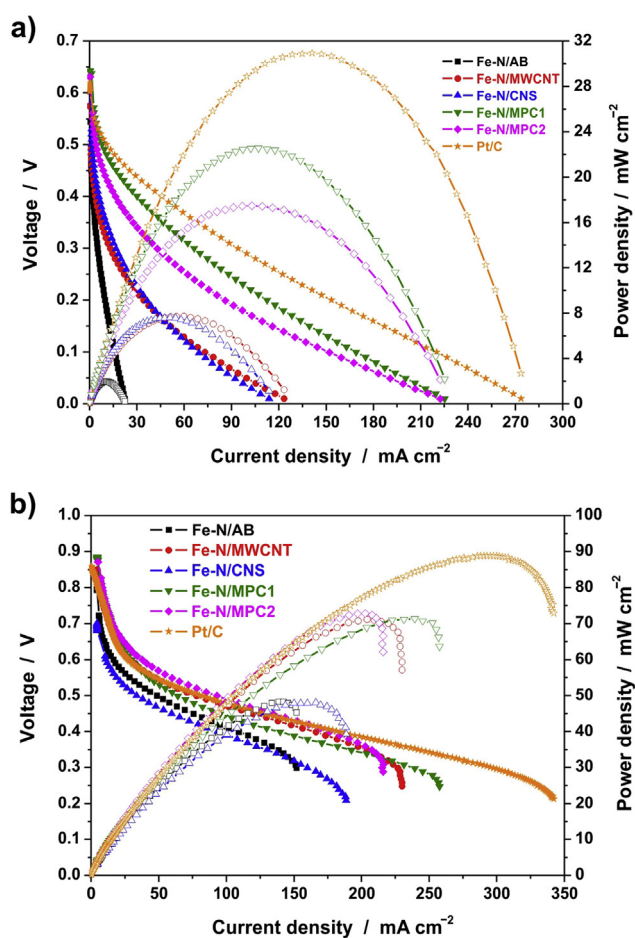 a)
0.7
0.6
0.5
0.4
0.3
0.2
0.1
0.0
Voltage / V
32
28
24
20
16
12
8
4
0
Power density / mW cm⁻²
Fe-N/AB
Fe-N/MWCNT
Fe-N/CNS
Fe-N/MPC1
Fe-N/MPC2
Pt/C
0 30 60 90 120 150 180 210 240 270 300
Current density / mA cm⁻²
b)
1.0
0.9
0.8
0.7
0.6
0.5
0.4
0.3
0.2
0.1
0.0
Voltage / V
100
90
80
70
60
50
40
30
20
10
0
Power density / mW cm⁻²
Fe-N/AB
Fe-N/MWCNT
Fe-N/CNS
Fe-N/MPC1
Fe-N/MPC2
Pt/C
0 50 100 150 200 250 300 350
Current density / mA cm⁻²